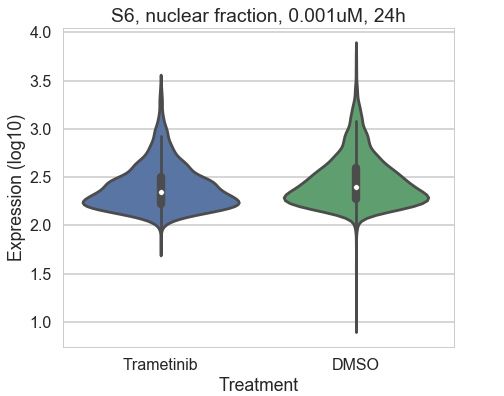 S6, nuclear fraction, 0.001uM, 24h
4.0
3.5
3.0
2.5
2.0
1.5
1.0
Expression (log10)
Trametinib
DMSO
Treatment